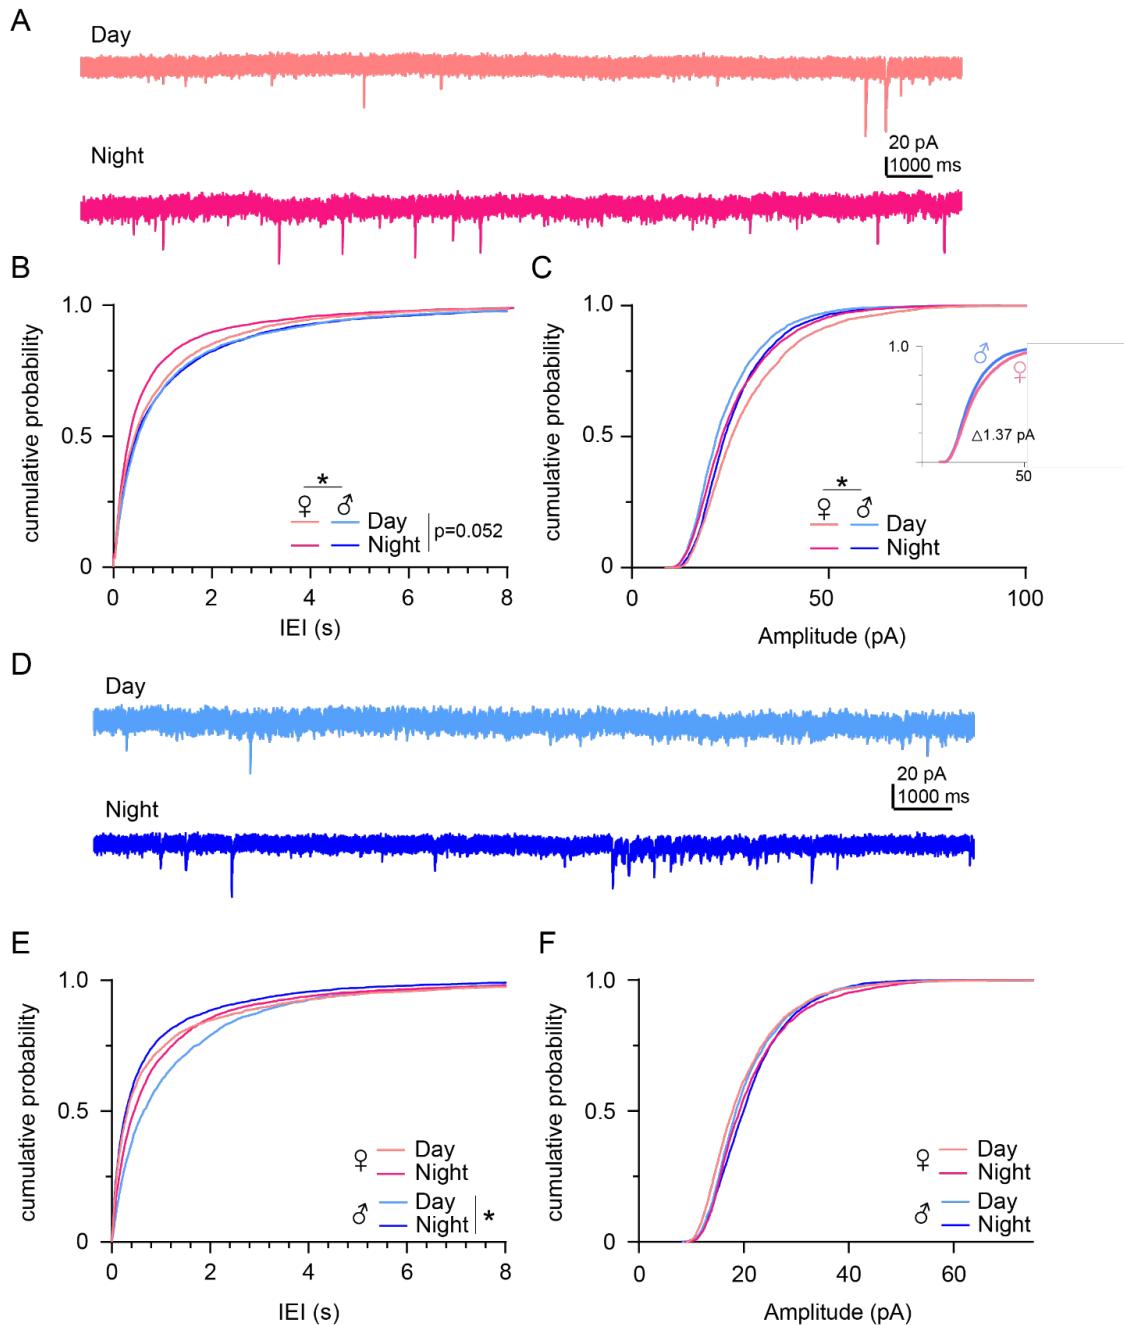 A
Day
20 pA
1000 ms
Night
B
cumulative probability
1.0
0.5
0
0 2 4 6 8
IEI (s)
*
♀ ♂
Day
Night
p=0.052
C
cumulative probability
1.0
0.5
0
0 50 100
Amplitude (pA)
1.0
♂
♀
△1.37 pA
50
*
♀ ♂
Day
Night
D
Day
20 pA
1000 ms
Night
E
cumulative probability
1.0
0.5
0
0 2 4 6 8
IEI (s)
♀ Day
Night
♂ Day
Night
*
F
cumulative probability
1.0
0.5
0
0 20 40 60
Amplitude (pA)
♀ Day
Night
♂ Day
Night